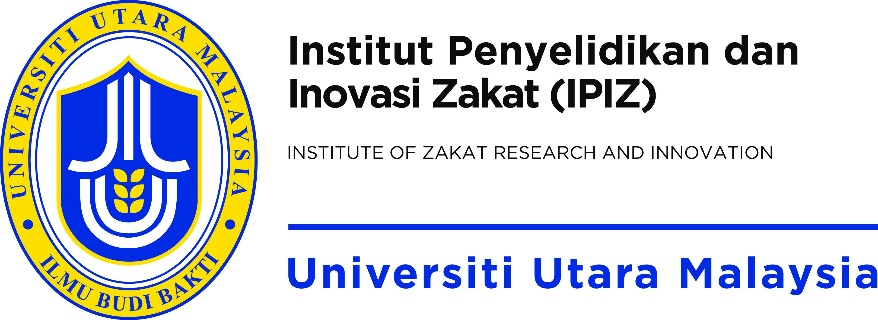 UNIVERSITI UTARA MALAYSIA
ILMU BUDI BAKTI
Institut Penyelidikan dan
Inovasi Zakat (IPIZ)
INSTITUTE OF ZAKAT RESEARCH AND INNOVATION
Universiti Utara Malaysia